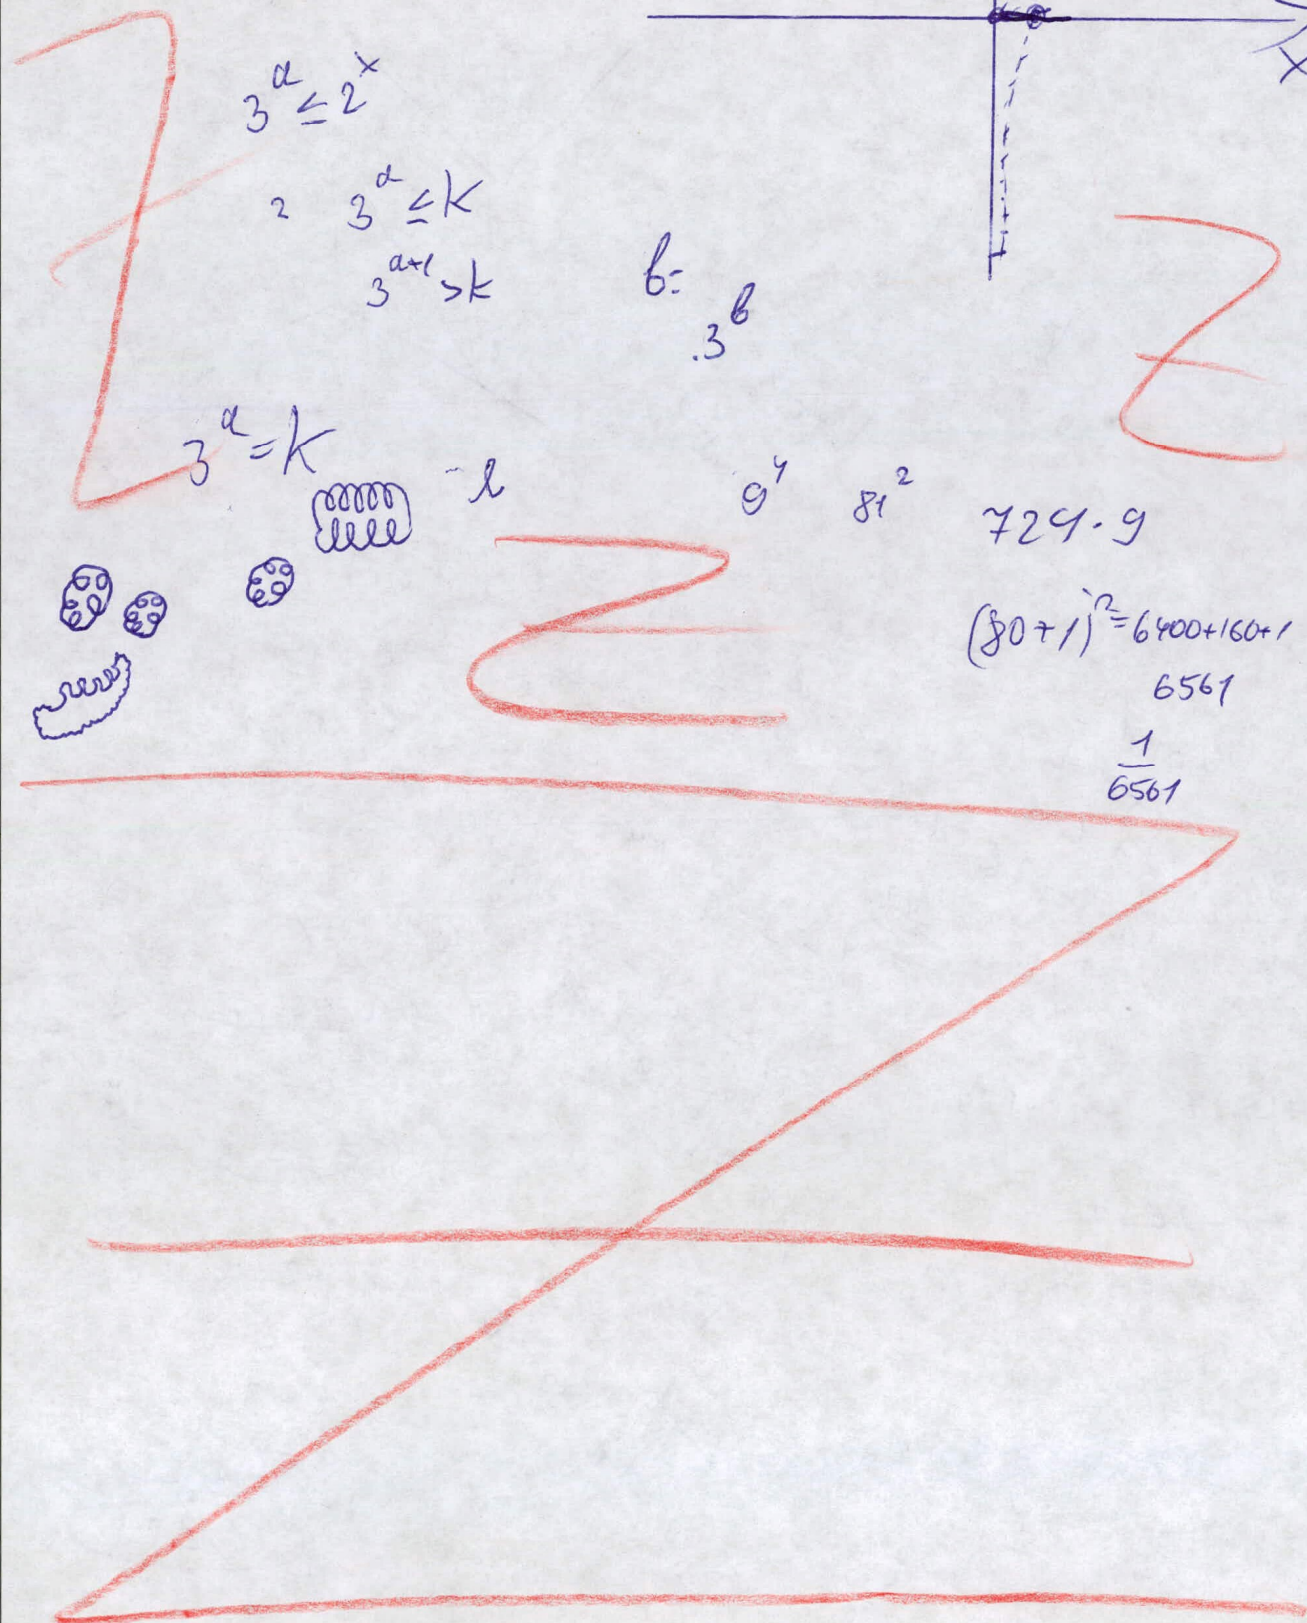 3^a ≤ 2^x
x
2 3^a ≤ k
3^{a+1} > k
b =
.3^b
3^a = k
- l
9^4 81^2 729 · 9
(80+1)^2 = 6400+160+1
6561
1/6561